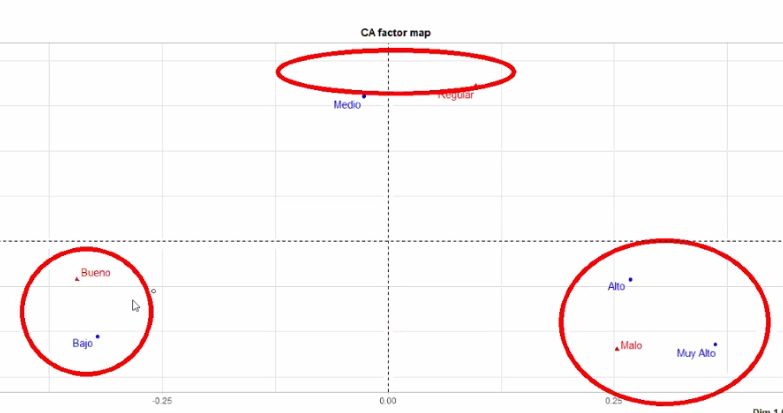 CA factor map
Regular
Medio
Bueno
Alto
Bajo
Malo
Muy Alto
-0.25
0.00
0.25